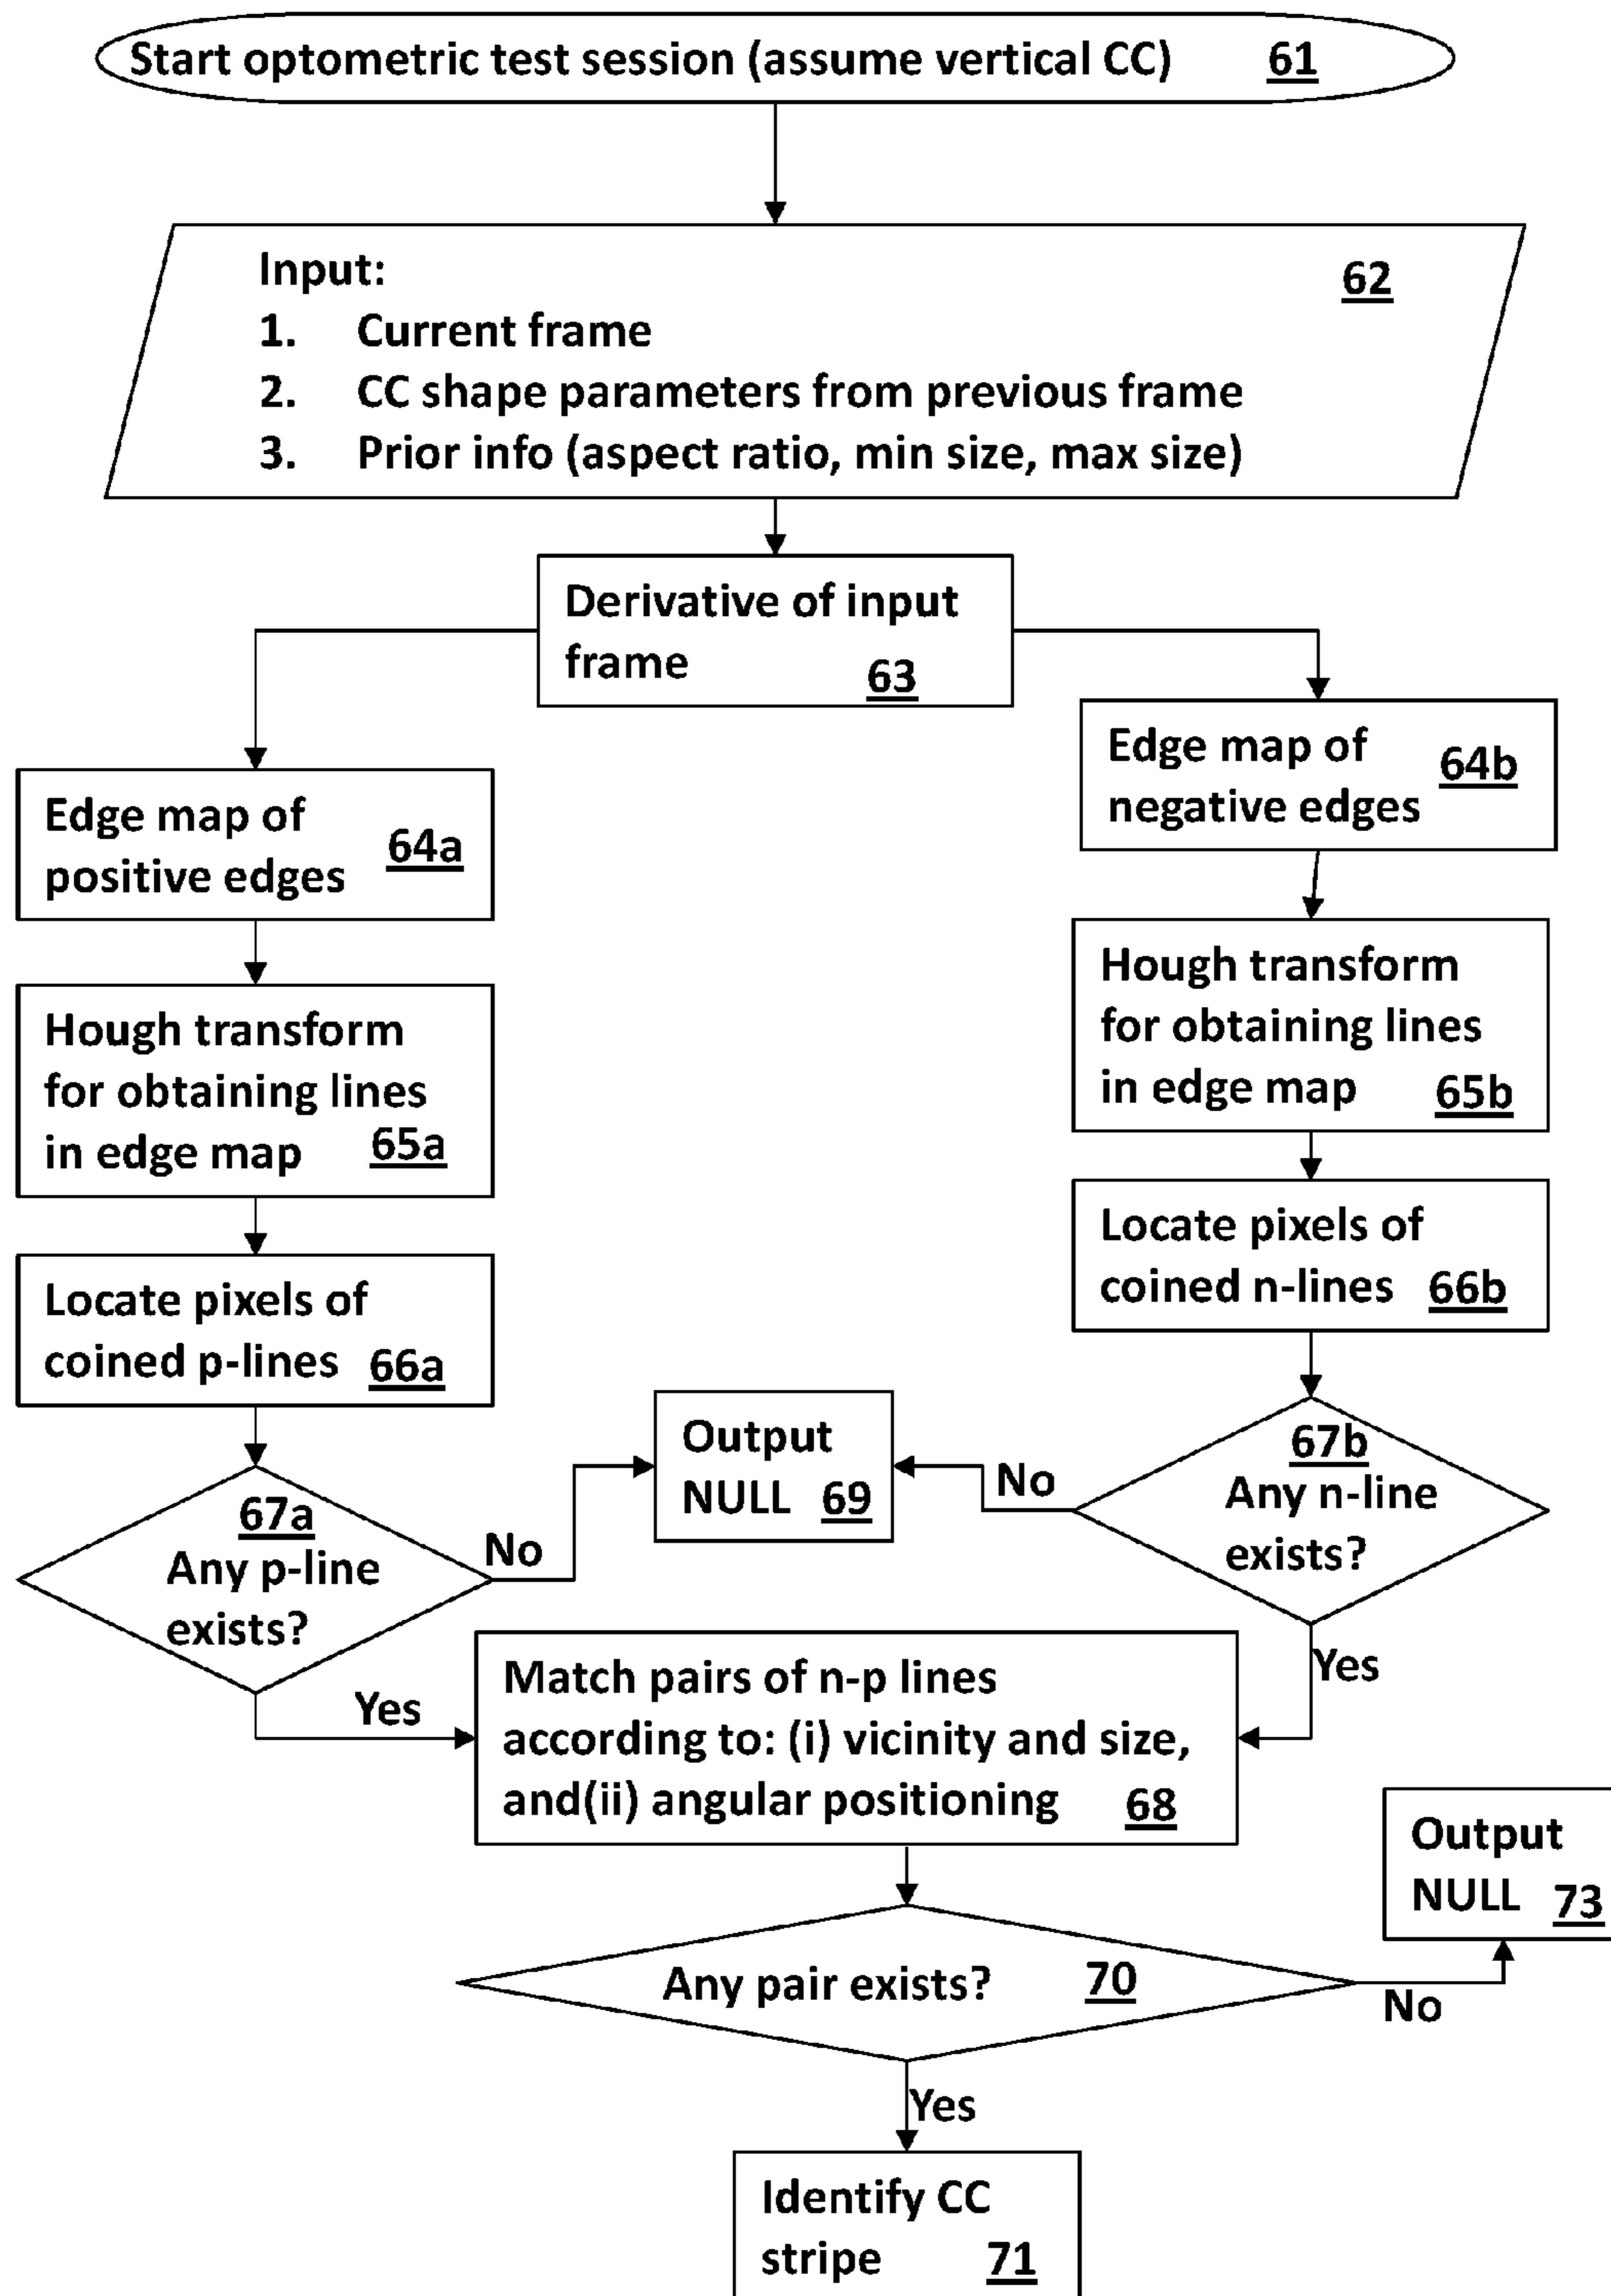 Start optometric test session (assume vertical CC) 61
Input: 62
1. Current frame
2. CC shape parameters from previous frame
3. Prior info (aspect ratio, min size, max size)
Derivative of input
frame 63
Edge map of
positive edges 64a
Hough transform
for obtaining lines
in edge map 65a
Locate pixels of
coined p-lines 66a
67a
Any p-line
exists?
No
Yes
Edge map of
negative edges 64b
Hough transform
for obtaining lines
in edge map 65b
Locate pixels of
coined n-lines 66b
67b
Any n-line
exists?
No
Yes
Output
NULL 69
Match pairs of n-p lines
according to: (i) vicinity and size,
and(ii) angular positioning 68
Any pair exists? 70
No
Output
NULL 73
Yes
Identify CC
stripe 71